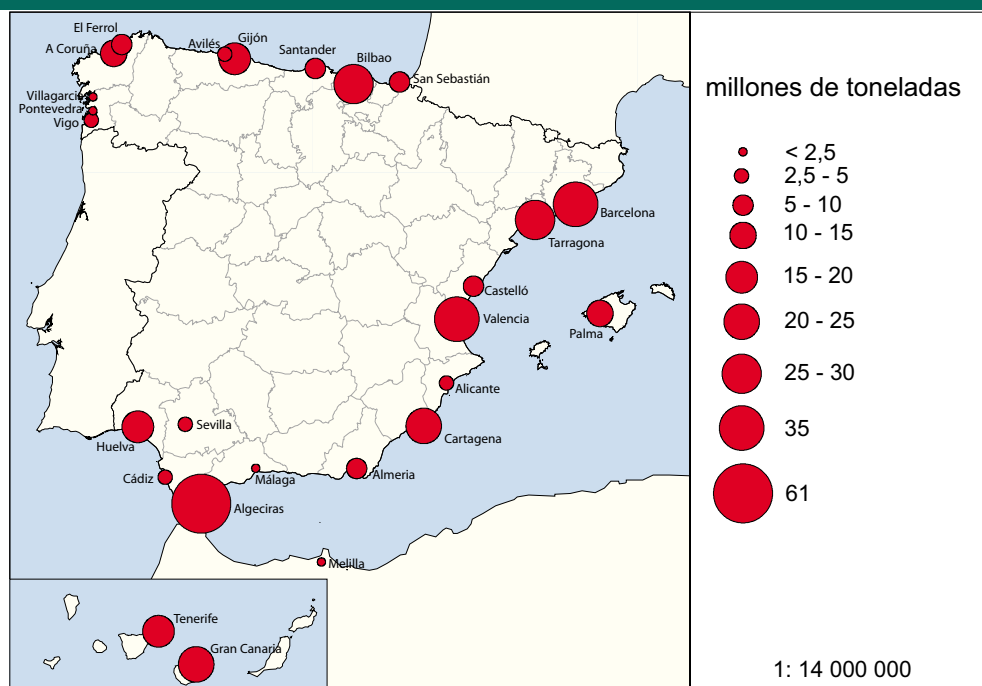 El Ferrol
A Coruña
Avilés
Gijón
Santander
Bilbao
San Sebastián
Villagarcía
Pontevedra
Vigo
Barcelona
Tarragona
Castelló
Valencia
Palma
Alicante
Cartagena
Sevilla
Huelva
Cádiz
Málaga
Almeria
Algeciras
Melilla
Tenerife
Gran Canaria
millones de toneladas
< 2,5
2,5 - 5
5 - 10
10 - 15
15 - 20
20 - 25
25 - 30
35
61
1: 14 000 000